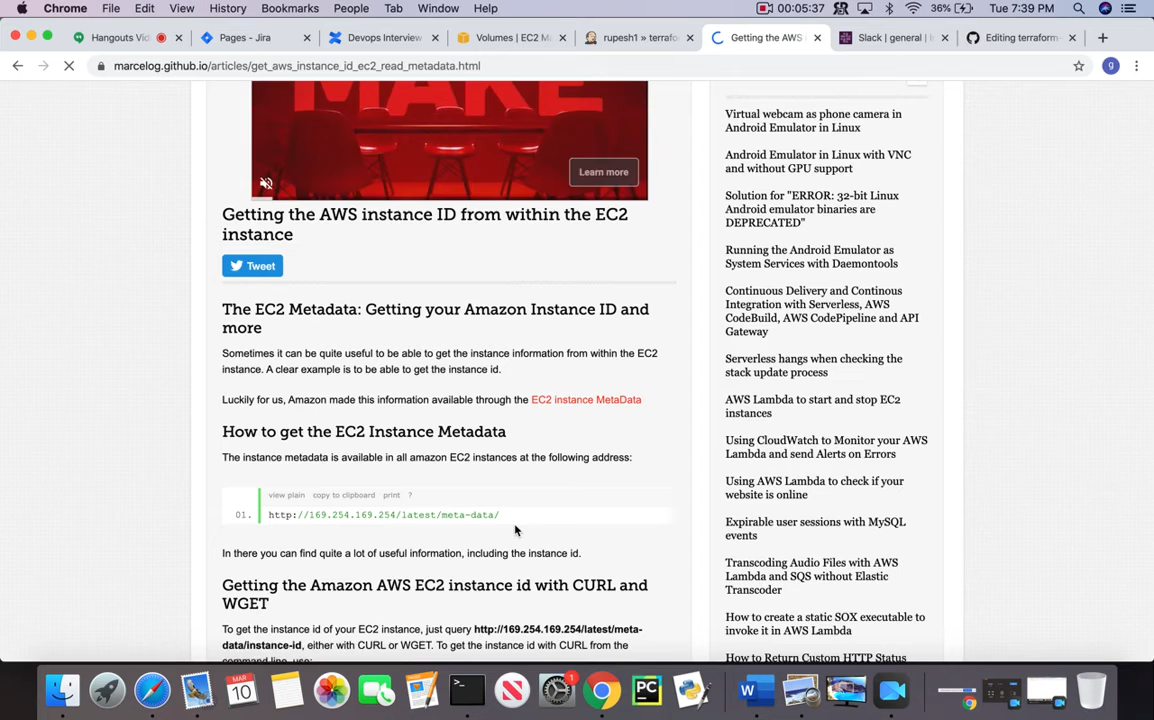 Chrome File Edit View History Bookmarks People Tab Window Help 00:05:37 36% Tue 7:39 PM
Hangouts Vid Pages - Jira Devops Interview Volumes | EC2 M rupesh1 » terrafo Getting the AWS Slack | general | Editing terraform-
marcelog.github.io/articles/get_aws_instance_id_ec2_read_metadata.html
MAKE
Learn more
Getting the AWS instance ID from within the EC2
instance
Tweet
The EC2 Metadata: Getting your Amazon Instance ID and
more
Sometimes it can be quite useful to be able to get the instance information from within the EC2
instance. A clear example is to be able to get the instance id.
Luckily for us, Amazon made this information available through the EC2 instance MetaData
How to get the EC2 Instance Metadata
The instance metadata is available in all amazon EC2 instances at the following address:
view plain copy to clipboard print ?
01. http://169.254.169.254/latest/meta-data/
In there you can find quite a lot of useful information, including the instance id.
Getting the Amazon AWS EC2 instance id with CURL and
WGET
To get the instance id of your EC2 instance, just query http://169.254.169.254/latest/meta-
data/instance-id, either with CURL or WGET. To get the instance id with CURL from the
command line, use:
Virtual webcam as phone camera in
Android Emulator in Linux
Android Emulator in Linux with VNC
and without GPU support
Solution for "ERROR: 32-bit Linux
Android emulator binaries are
DEPRECATED"
Running the Android Emulator as
System Services with Daemontools
Continuous Delivery and Continous
Integration with Serverless, AWS
CodeBuild, AWS CodePipeline and API
Gateway
Serverless hangs when checking the
stack update process
AWS Lambda to start and stop EC2
instances
Using CloudWatch to Monitor your AWS
Lambda and send Alerts on Errors
Using AWS Lambda to check if your
website is online
Expirable user sessions with MySQL
events
Transcoding Audio Files with AWS
Lambda and SQS without Elastic
Transcoder
How to create a static SOX executable to
invoke it in AWS Lambda
How to Return Custom HTTP Status
MAR
10
1
PC